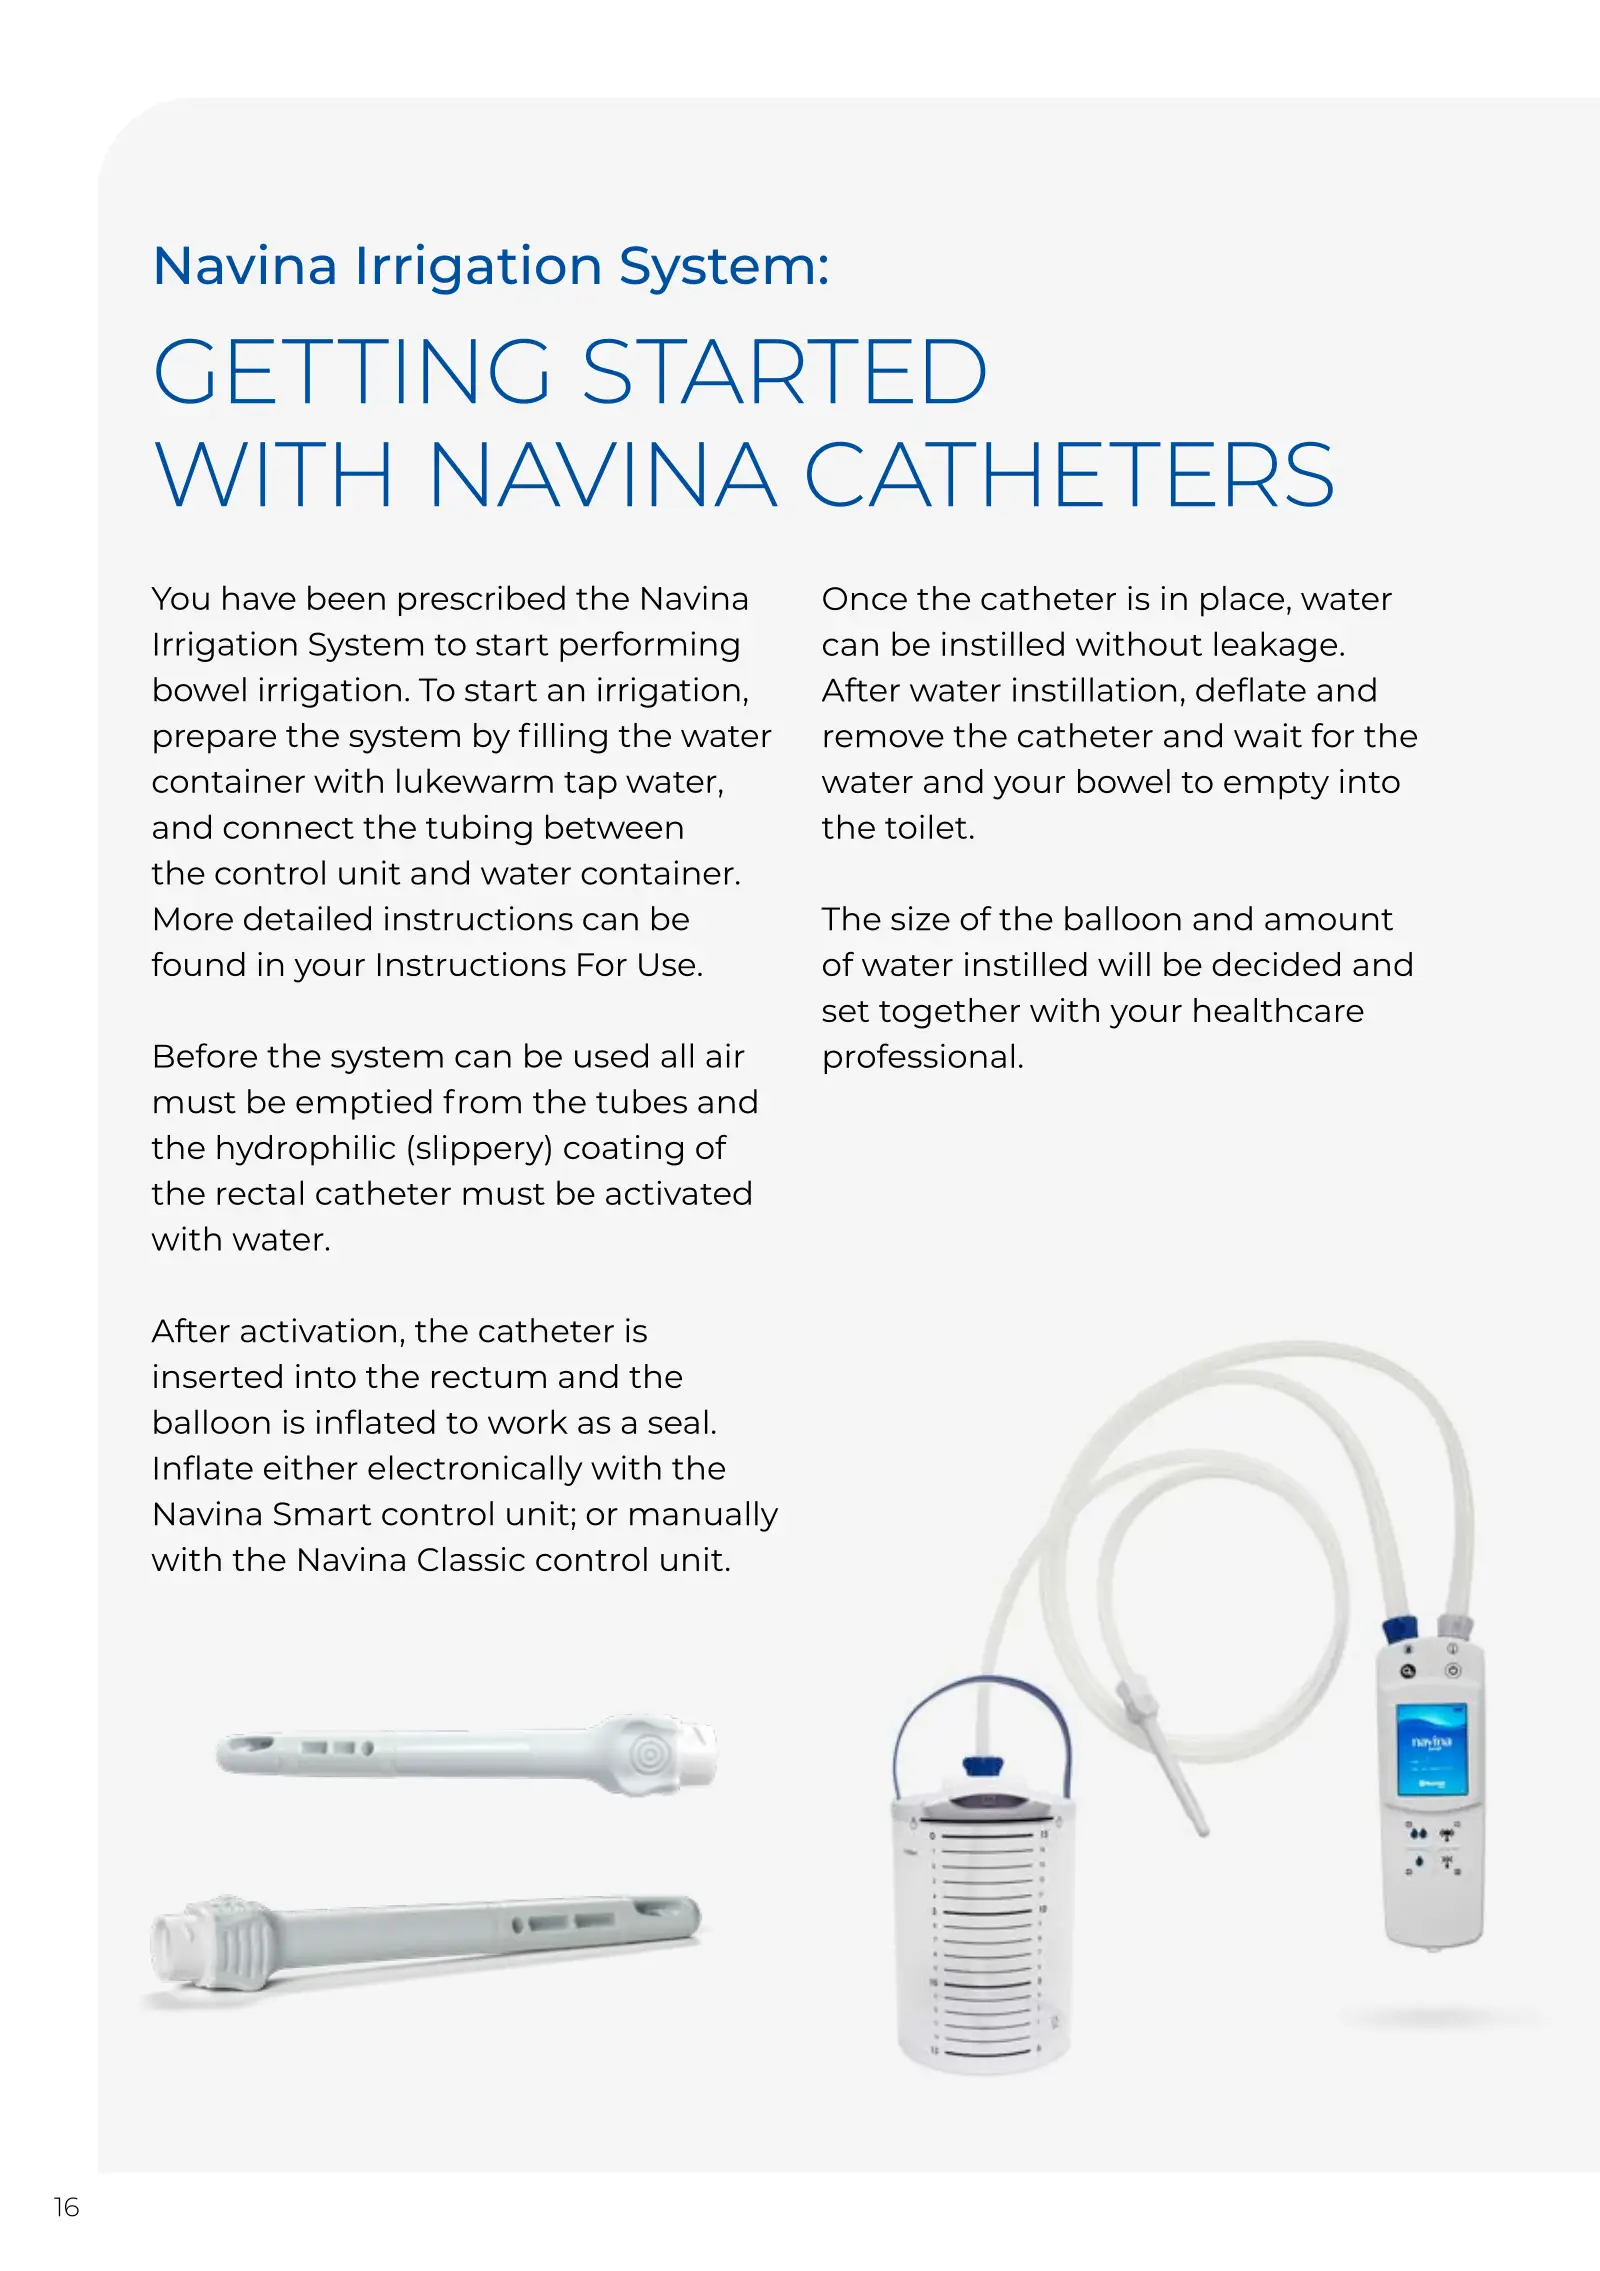 Navina Irrigation System:
GETTING STARTED
WITH NAVINA CATHETERS
You have been prescribed the Navina
Irrigation System to start performing
bowel irrigation. To start an irrigation,
prepare the system by filling the water
container with lukewarm tap water,
and connect the tubing between
the control unit and water container.
More detailed instructions can be
found in your Instructions For Use.
Before the system can be used all air
must be emptied from the tubes and
the hydrophilic (slippery) coating of
the rectal catheter must be activated
with water.
After activation, the catheter is
inserted into the rectum and the
balloon is inflated to work as a seal.
Inflate either electronically with the
Navina Smart control unit; or manually
with the Navina Classic control unit.
Once the catheter is in place, water
can be instilled without leakage.
After water instillation, deflate and
remove the catheter and wait for the
water and your bowel to empty into
the toilet.
The size of the balloon and amount
of water instilled will be decided and
set together with your healthcare
professional.
navina
0 15
16